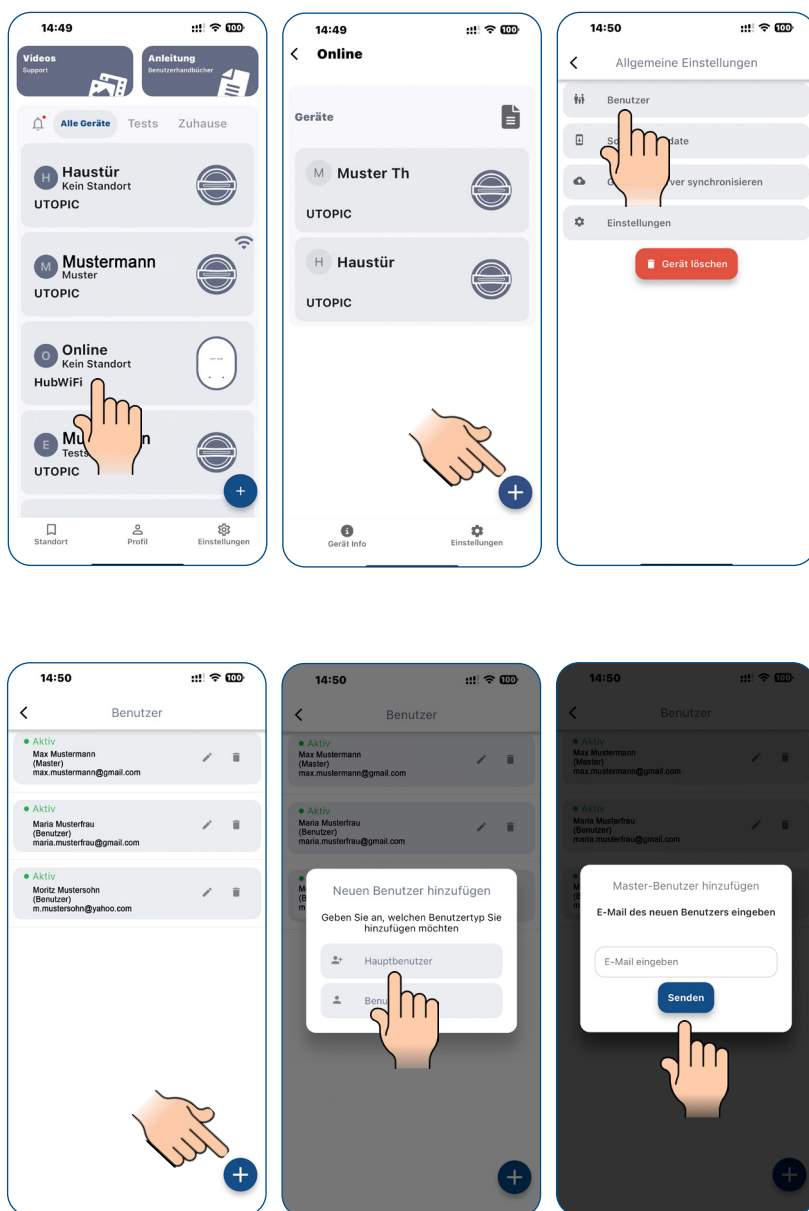 14:49
100
Videos
Support
Anleitung
Benutzerhandbücher
Alle Geräte Tests Zuhause
H Haustür
Kein Standort
UTOPIC
M Mustermann
Muster
UTOPIC
O Online
Kein Standort
HubWiFi
E
Tests
UTOPIC
+
Standort Profil Einstellungen
14:49
100
Online
Geräte
M Muster Th
UTOPIC
H Haustür
UTOPIC
+
Gerät Info Einstellungen
14:50
100
Allgemeine Einstellungen
Benutzer
Einstellungen
Gerät löschen
14:50
100
Benutzer
Aktiv
Max Mustermann
(Master)
max.mustermann@gmail.com
Aktiv
Maria Musterfrau
(Benutzer)
maria.musterfrau@gmail.com
Aktiv
Moritz Mustersohn
(Benutzer)
m.mustersohn@yahoo.com
+
14:50
100
Benutzer
Aktiv
Max Mustermann
(Master)
max.mustermann@gmail.com
Aktiv
Maria Musterfrau
(Benutzer)
maria.musterfrau@gmail.com
Neuen Benutzer hinzufügen
Geben Sie an, welchen Benutzertyp Sie
hinzufügen möchten
Hauptbenutzer
+
14:50
100
Benutzer
Aktiv
Max Mustermann
(Master)
max.mustermann@gmail.com
Aktiv
Maria Musterfrau
(Benutzer)
maria.musterfrau@gmail.com
Master-Benutzer hinzufügen
E-Mail des neuen Benutzers eingeben
E-Mail eingeben
Senden
+